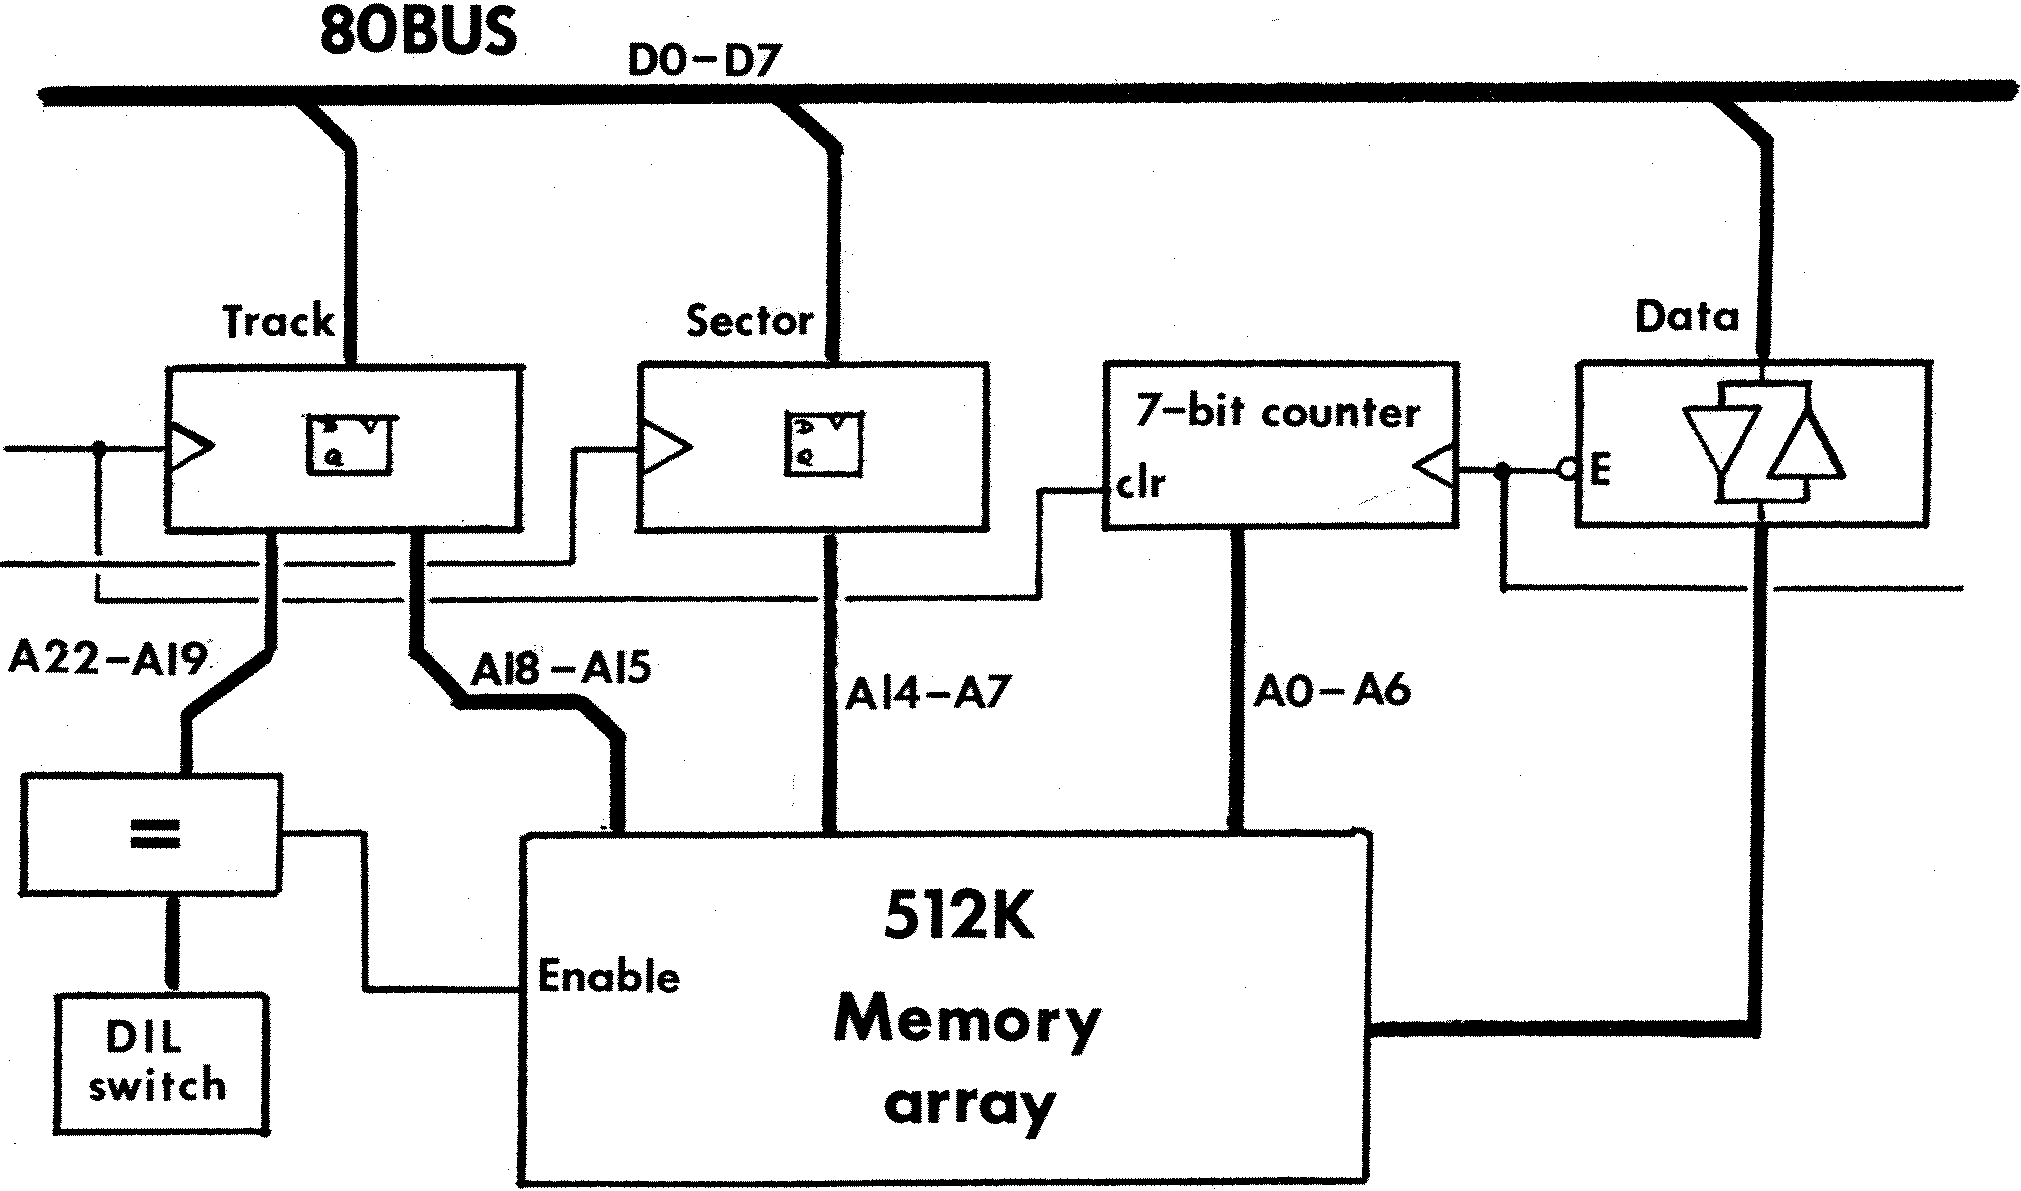 80BUS
D0-D7
Track
Sector
Data
D
Q
D
Q
7-bit counter
clr
E
A22-A19
A18-A15
A14-A7
A0-A6
=
512K
Enable
Memory
array
DIL
switch